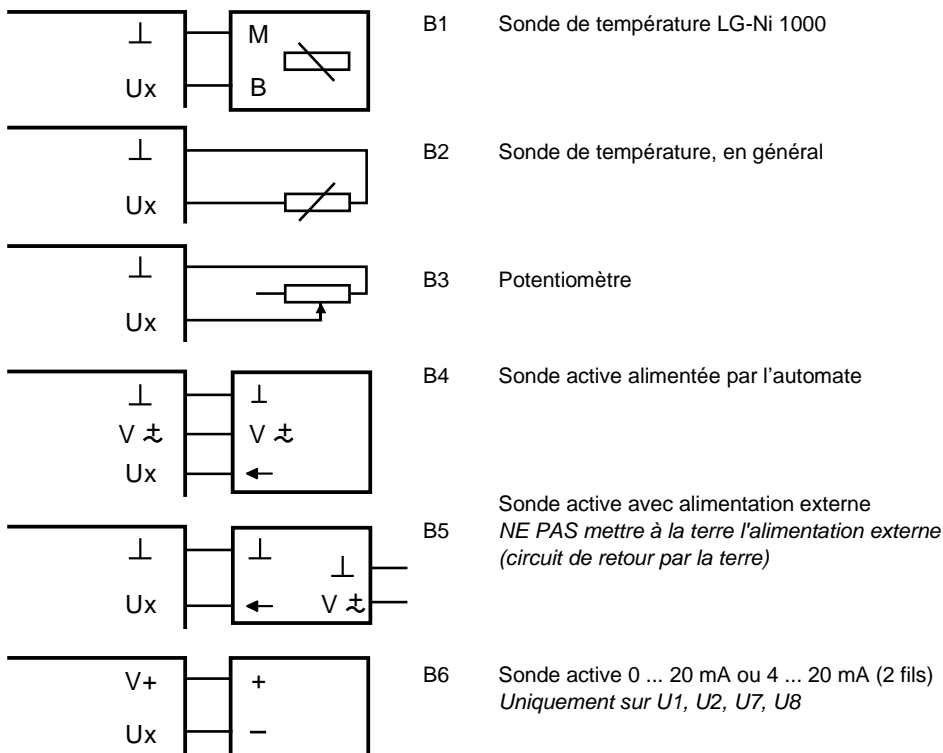 ⊥ M B1 Sonde de température LG-Ni 1000
Ux B
⊥ B2 Sonde de température, en général
Ux
⊥ B3 Potentiomètre
Ux
B4 Sonde active alimentée par l’automate
⊥ ⊥
V ± V ±
Ux
Sonde active avec alimentation externe
B5 NE PAS mettre à la terre l'alimentation externe
(circuit de retour par la terre)
⊥ ⊥ ⊥
Ux V ±
V+ + B6 Sonde active 0 ... 20 mA ou 4 ... 20 mA (2 fils)
Uniquement sur U1, U2, U7, U8
Ux –